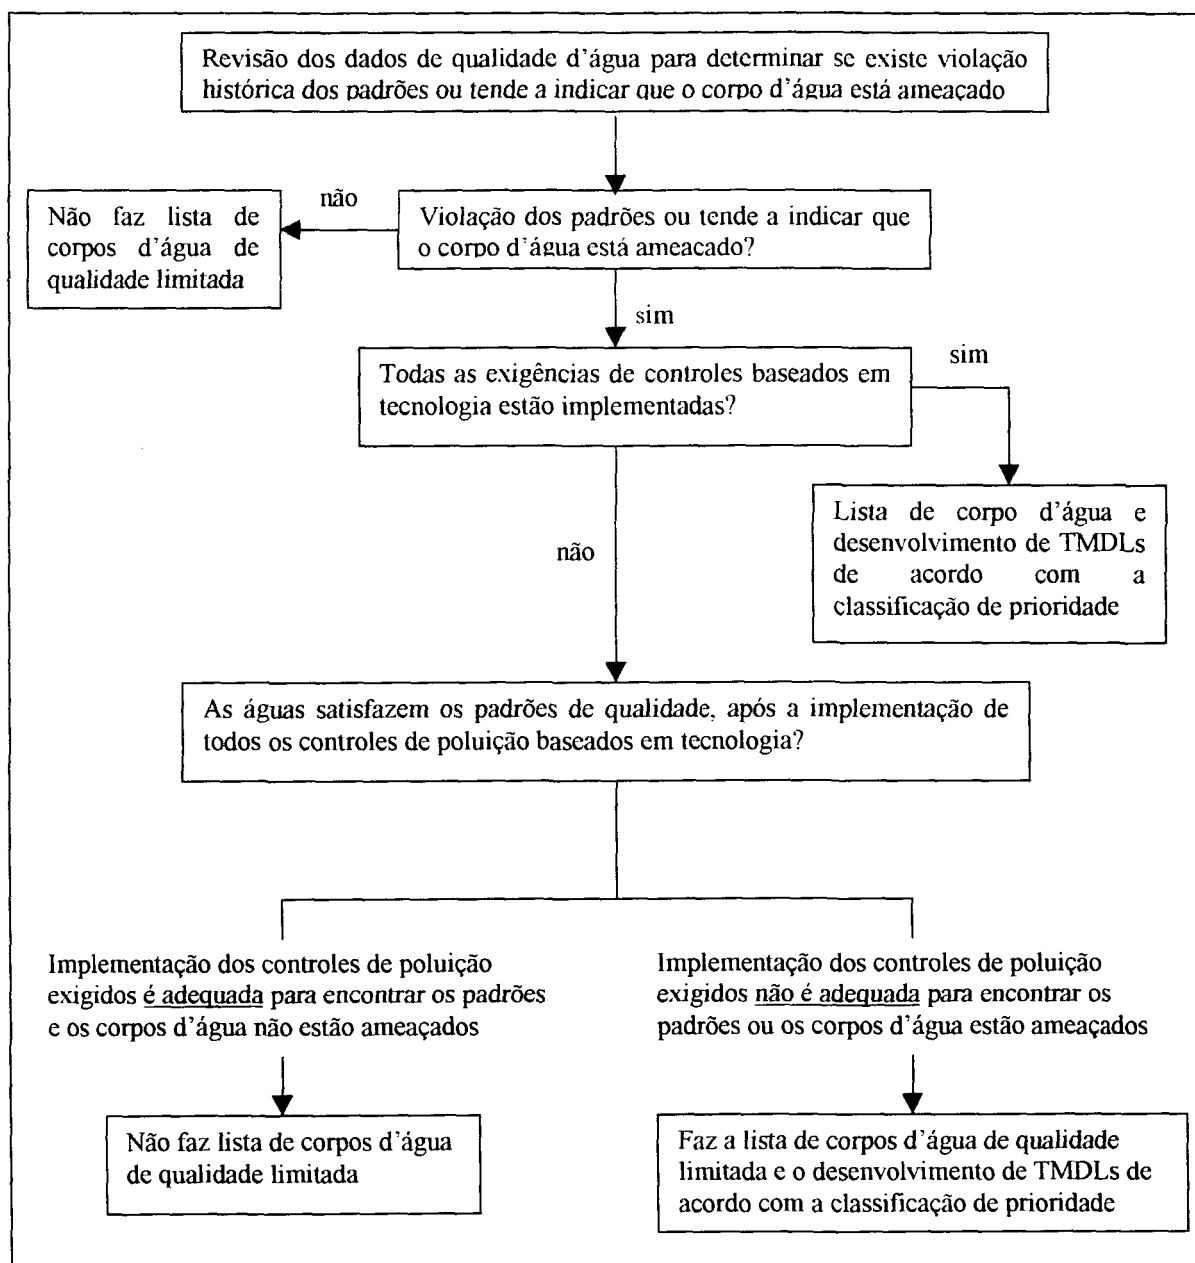 Revisão dos dados de qualidade d'água para determinar se existe violação
histórica dos padrões ou tende a indicar que o corpo d'água está ameaçado
não
Não faz lista de
corpos d'água de
qualidade limitada
Violação dos padrões ou tende a indicar que
o corpo d'água está ameacado?
sim
Todas as exigências de controles baseados em
tecnologia estão implementadas?
sim
Lista de corpo d'água e
desenvolvimento de TMDLs
de acordo com a
classificação de prioridade
não
As águas satisfazem os padrões de qualidade, após a implementação de
todos os controles de poluição baseados em tecnologia?
Implementação dos controles de poluição
exigidos é adequada para encontrar os padrões
e os corpos d'água não estão ameaçados
Implementação dos controles de poluição
exigidos não é adequada para encontrar os
padrões ou os corpos d'água estão ameaçados
Não faz lista de corpos d'água
de qualidade limitada
Faz a lista de corpos d'água de qualidade
limitada e o desenvolvimento de TMDLs de
acordo com a classificação de prioridade